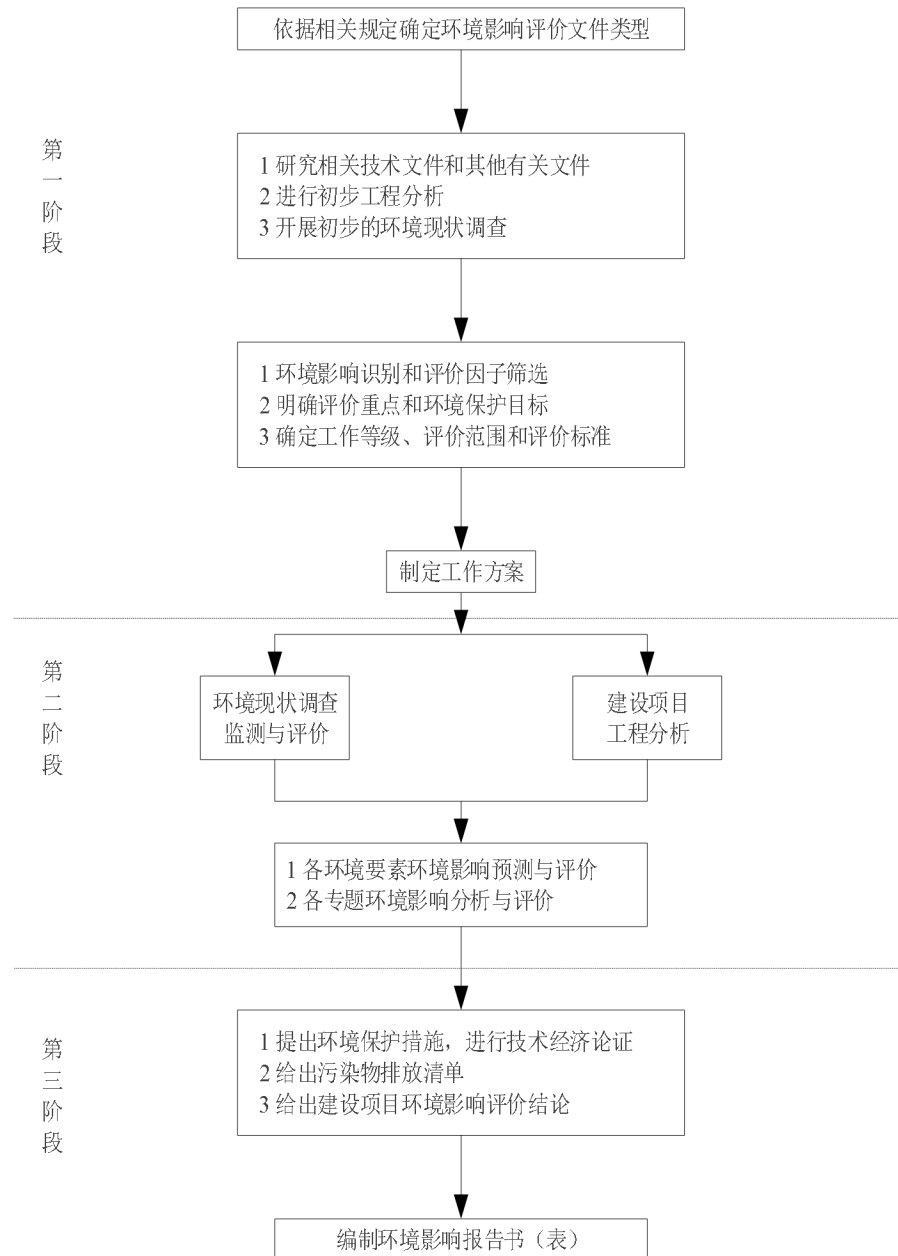 依据相关规定确定环境影响评价文件类型
第一阶段
1 研究相关技术文件和其他有关文件
2 进行初步工程分析
3 开展初步的环境现状调查
1 环境影响识别和评价因子筛选
2 明确评价重点和环境保护目标
3 确定工作等级、评价范围和评价标准
制定工作方案
第二阶段
环境现状调查
监测与评价
建设项目
工程分析
1 各环境要素环境影响预测与评价
2 各专题环境影响分析与评价
第三阶段
1 提出环境保护措施，进行技术经济论证
2 给出污染物排放清单
3 给出建设项目环境影响评价结论
编制环境影响报告书（表）